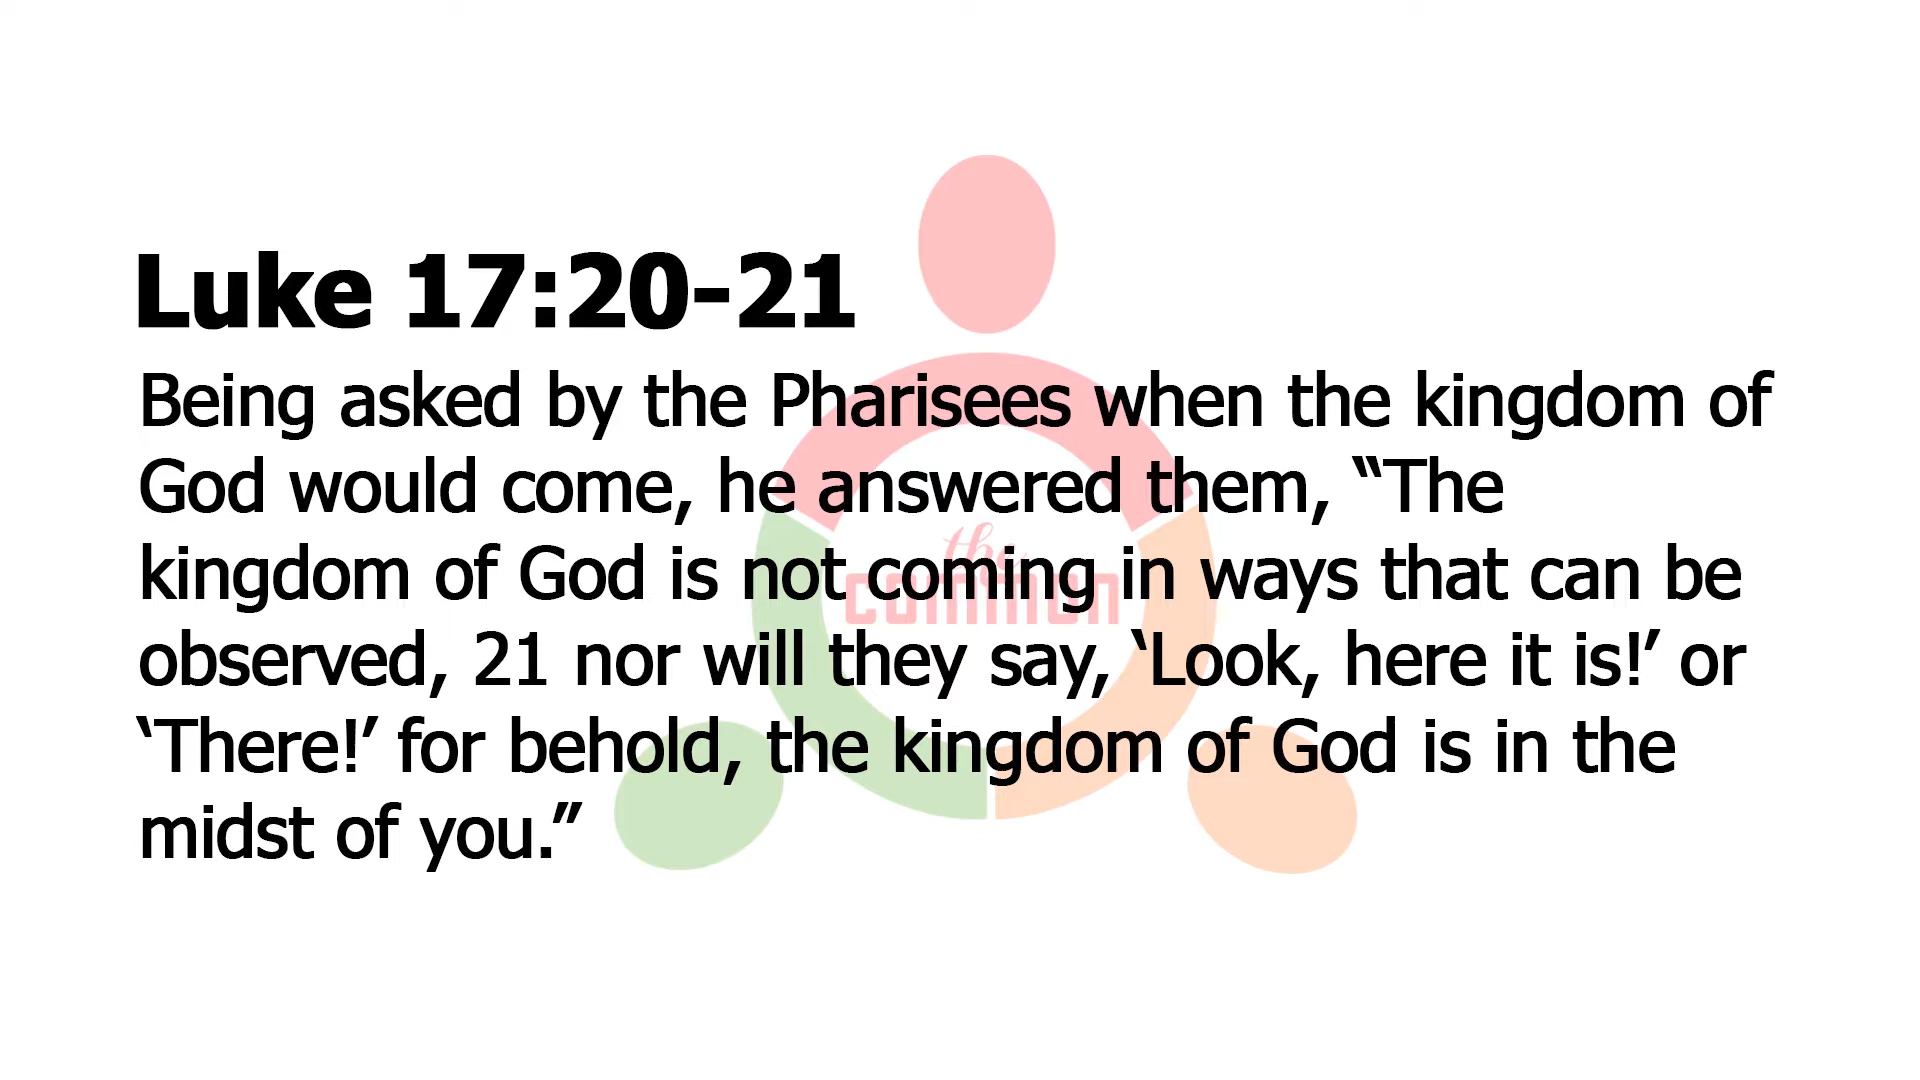 Luke 17:20-21
Being asked by the Pharisees when the kingdom of
God would come, he answered them, “The
kingdom of God is not coming in ways that can be
observed, 21 nor will they say, ‘Look, here it is!’ or
‘There!’ for behold, the kingdom of God is in the
midst of you.”
the
common